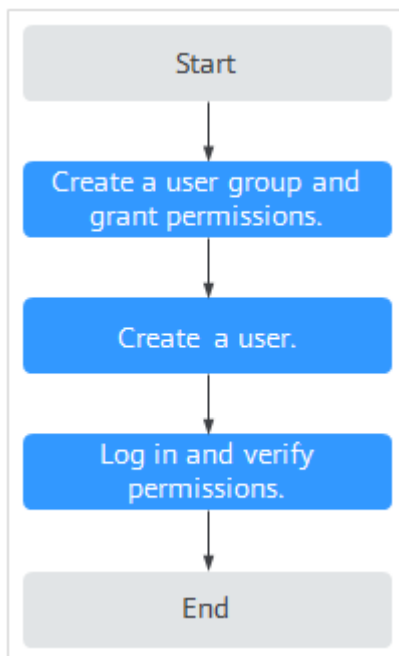 Start
Create a user group and
grant permissions.
Create a user.
Log in and verify
permissions.
End